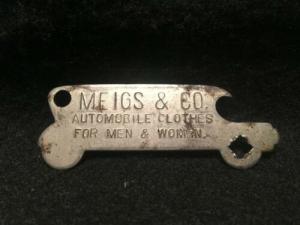 MEIGS & CO.
AUTOMOBILE CLOTHES
FOR MEN & WOMEN.